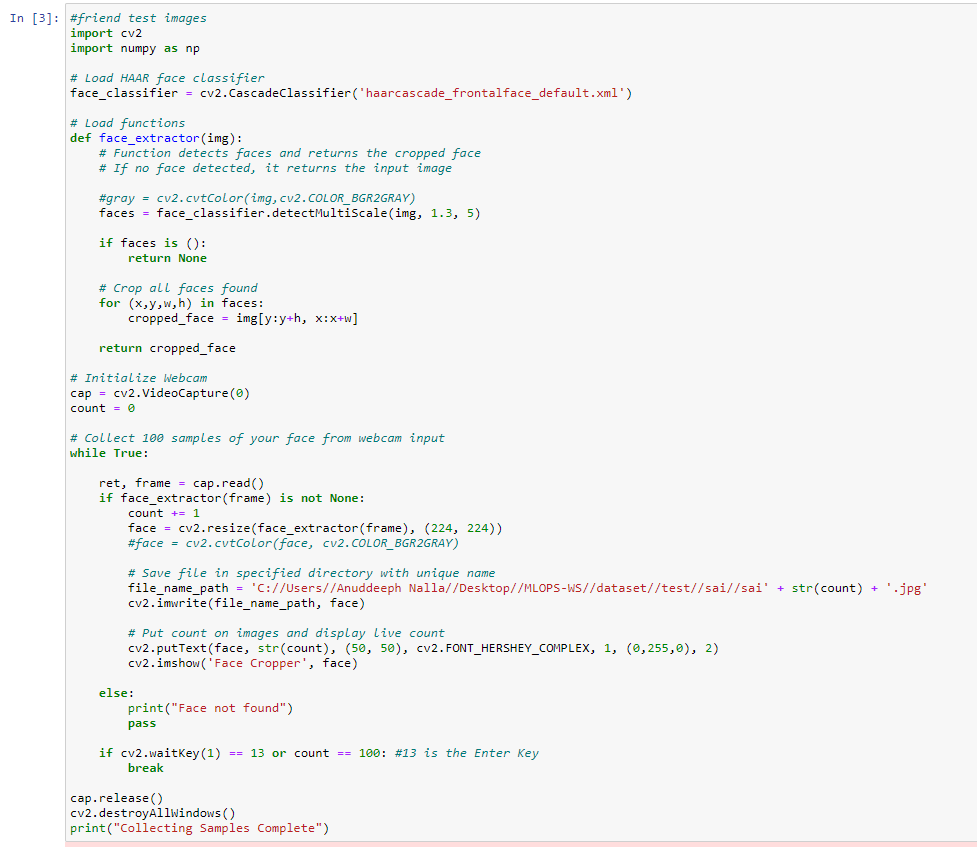 In [3]:
#friend test images
import cv2
import numpy as np

# Load HAAR face classifier
face_classifier = cv2.CascadeClassifier('haarcascade_frontalface_default.xml')

# Load functions
def face_extractor(img):
    # Function detects faces and returns the cropped face
    # If no face detected, it returns the input image

    #gray = cv2.cvtColor(img,cv2.COLOR_BGR2GRAY)
    faces = face_classifier.detectMultiScale(img, 1.3, 5)

    if faces is ():
        return None

    # Crop all faces found
    for (x,y,w,h) in faces:
        cropped_face = img[y:y+h, x:x+w]

    return cropped_face

# Initialize Webcam
cap = cv2.VideoCapture(0)
count = 0

# Collect 100 samples of your face from webcam input
while True:

    ret, frame = cap.read()
    if face_extractor(frame) is not None:
        count += 1
        face = cv2.resize(face_extractor(frame), (224, 224))
        #face = cv2.cvtColor(face, cv2.COLOR_BGR2GRAY)

        # Save file in specified directory with unique name
        file_name_path = 'C://Users//Anuddeeph Nalla//Desktop//MLOPS-WS//dataset//test//sai//sai' + str(count) + '.jpg'
        cv2.imwrite(file_name_path, face)

        # Put count on images and display live count
        cv2.putText(face, str(count), (50, 50), cv2.FONT_HERSHEY_COMPLEX, 1, (0,255,0), 2)
        cv2.imshow('Face Cropper', face)

    else:
        print("Face not found")
        pass

    if cv2.waitKey(1) == 13 or count == 100: #13 is the Enter Key
        break

cap.release()
cv2.destroyAllWindows()
print("Collecting Samples Complete")